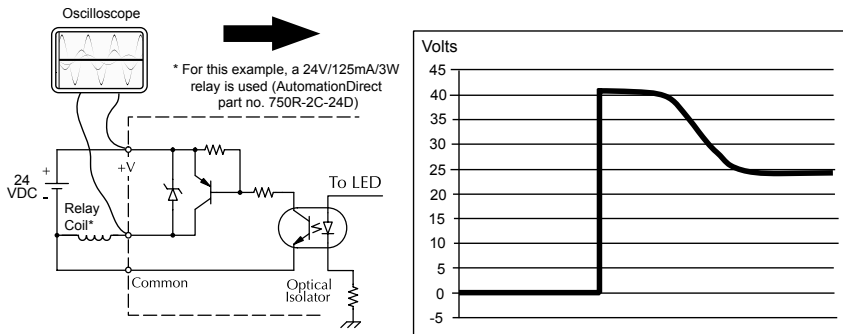 Oscilloscope
* For this example, a 24V/125mA/3W
relay is used (AutomationDirect
part no. 750R-2C-24D)
+V
+
24
VDC
-
Relay
Coil*
To LED
Common
Optical
Isolator
Volts
45
40
35
30
25
20
15
10
5
0
-5